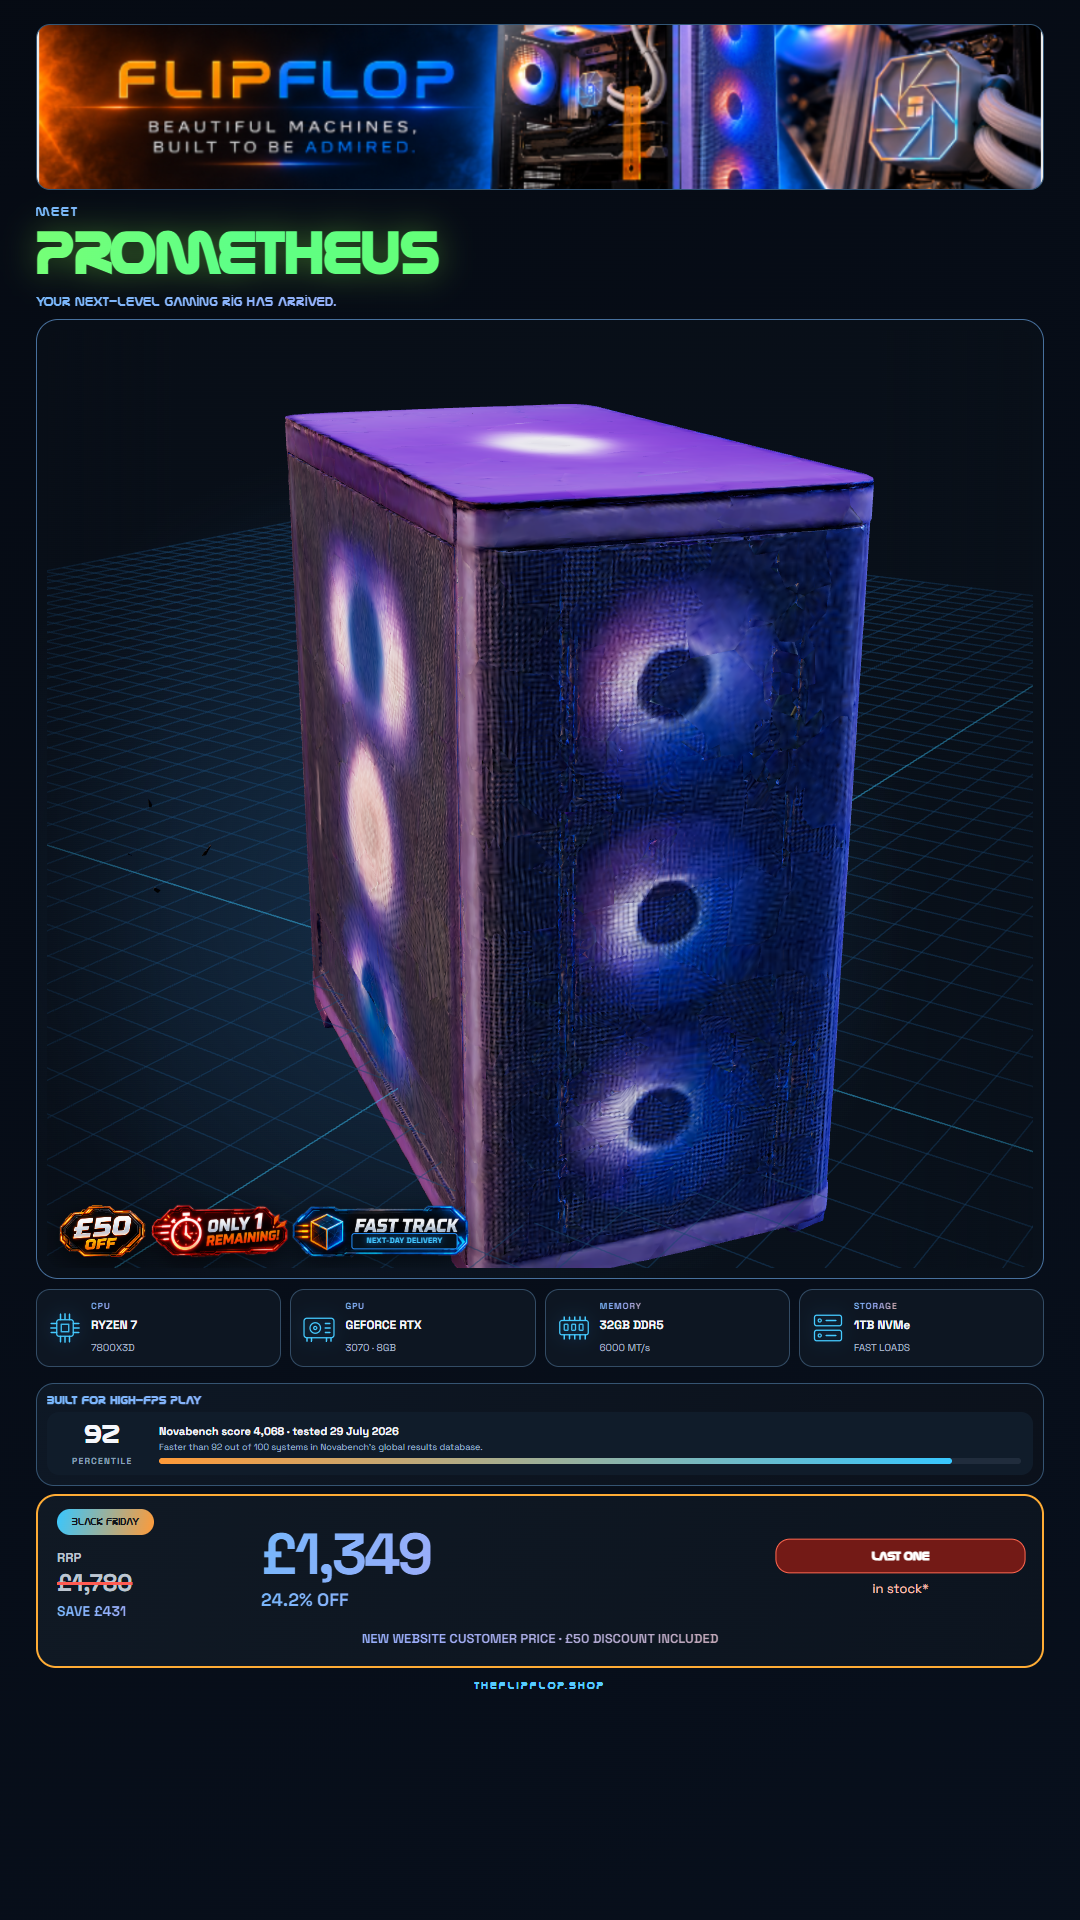 FLIPFLOP
BEAUTIFUL MACHINES,
BUILT TO BE ADMIRED.
MEET
PROMETHEUS
YOUR NEXT-LEVEL GAMING RIG HAS ARRIVED.
£50
OFF
ONLY 1
REMAINING!
FAST TRACK
NEXT-DAY DELIVERY
CPU
RYZEN 7
7800X3D
GPU
GEFORCE RTX
3070 · 8GB
MEMORY
32GB DDR5
6000 MT/s
STORAGE
1TB NVMe
FAST LOADS
BUILT FOR HIGH-FPS PLAY
92
PERCENTILE
Novabench score 4,068 · tested 29 July 2026
Faster than 92 out of 100 systems in Novabench's global results database.
BLACK FRIDAY
RRP
£1,780
SAVE £431
£1,349
24.2% OFF
LAST ONE
in stock*
NEW WEBSITE CUSTOMER PRICE · £50 DISCOUNT INCLUDED
THEFLIPFLOP.SHOP